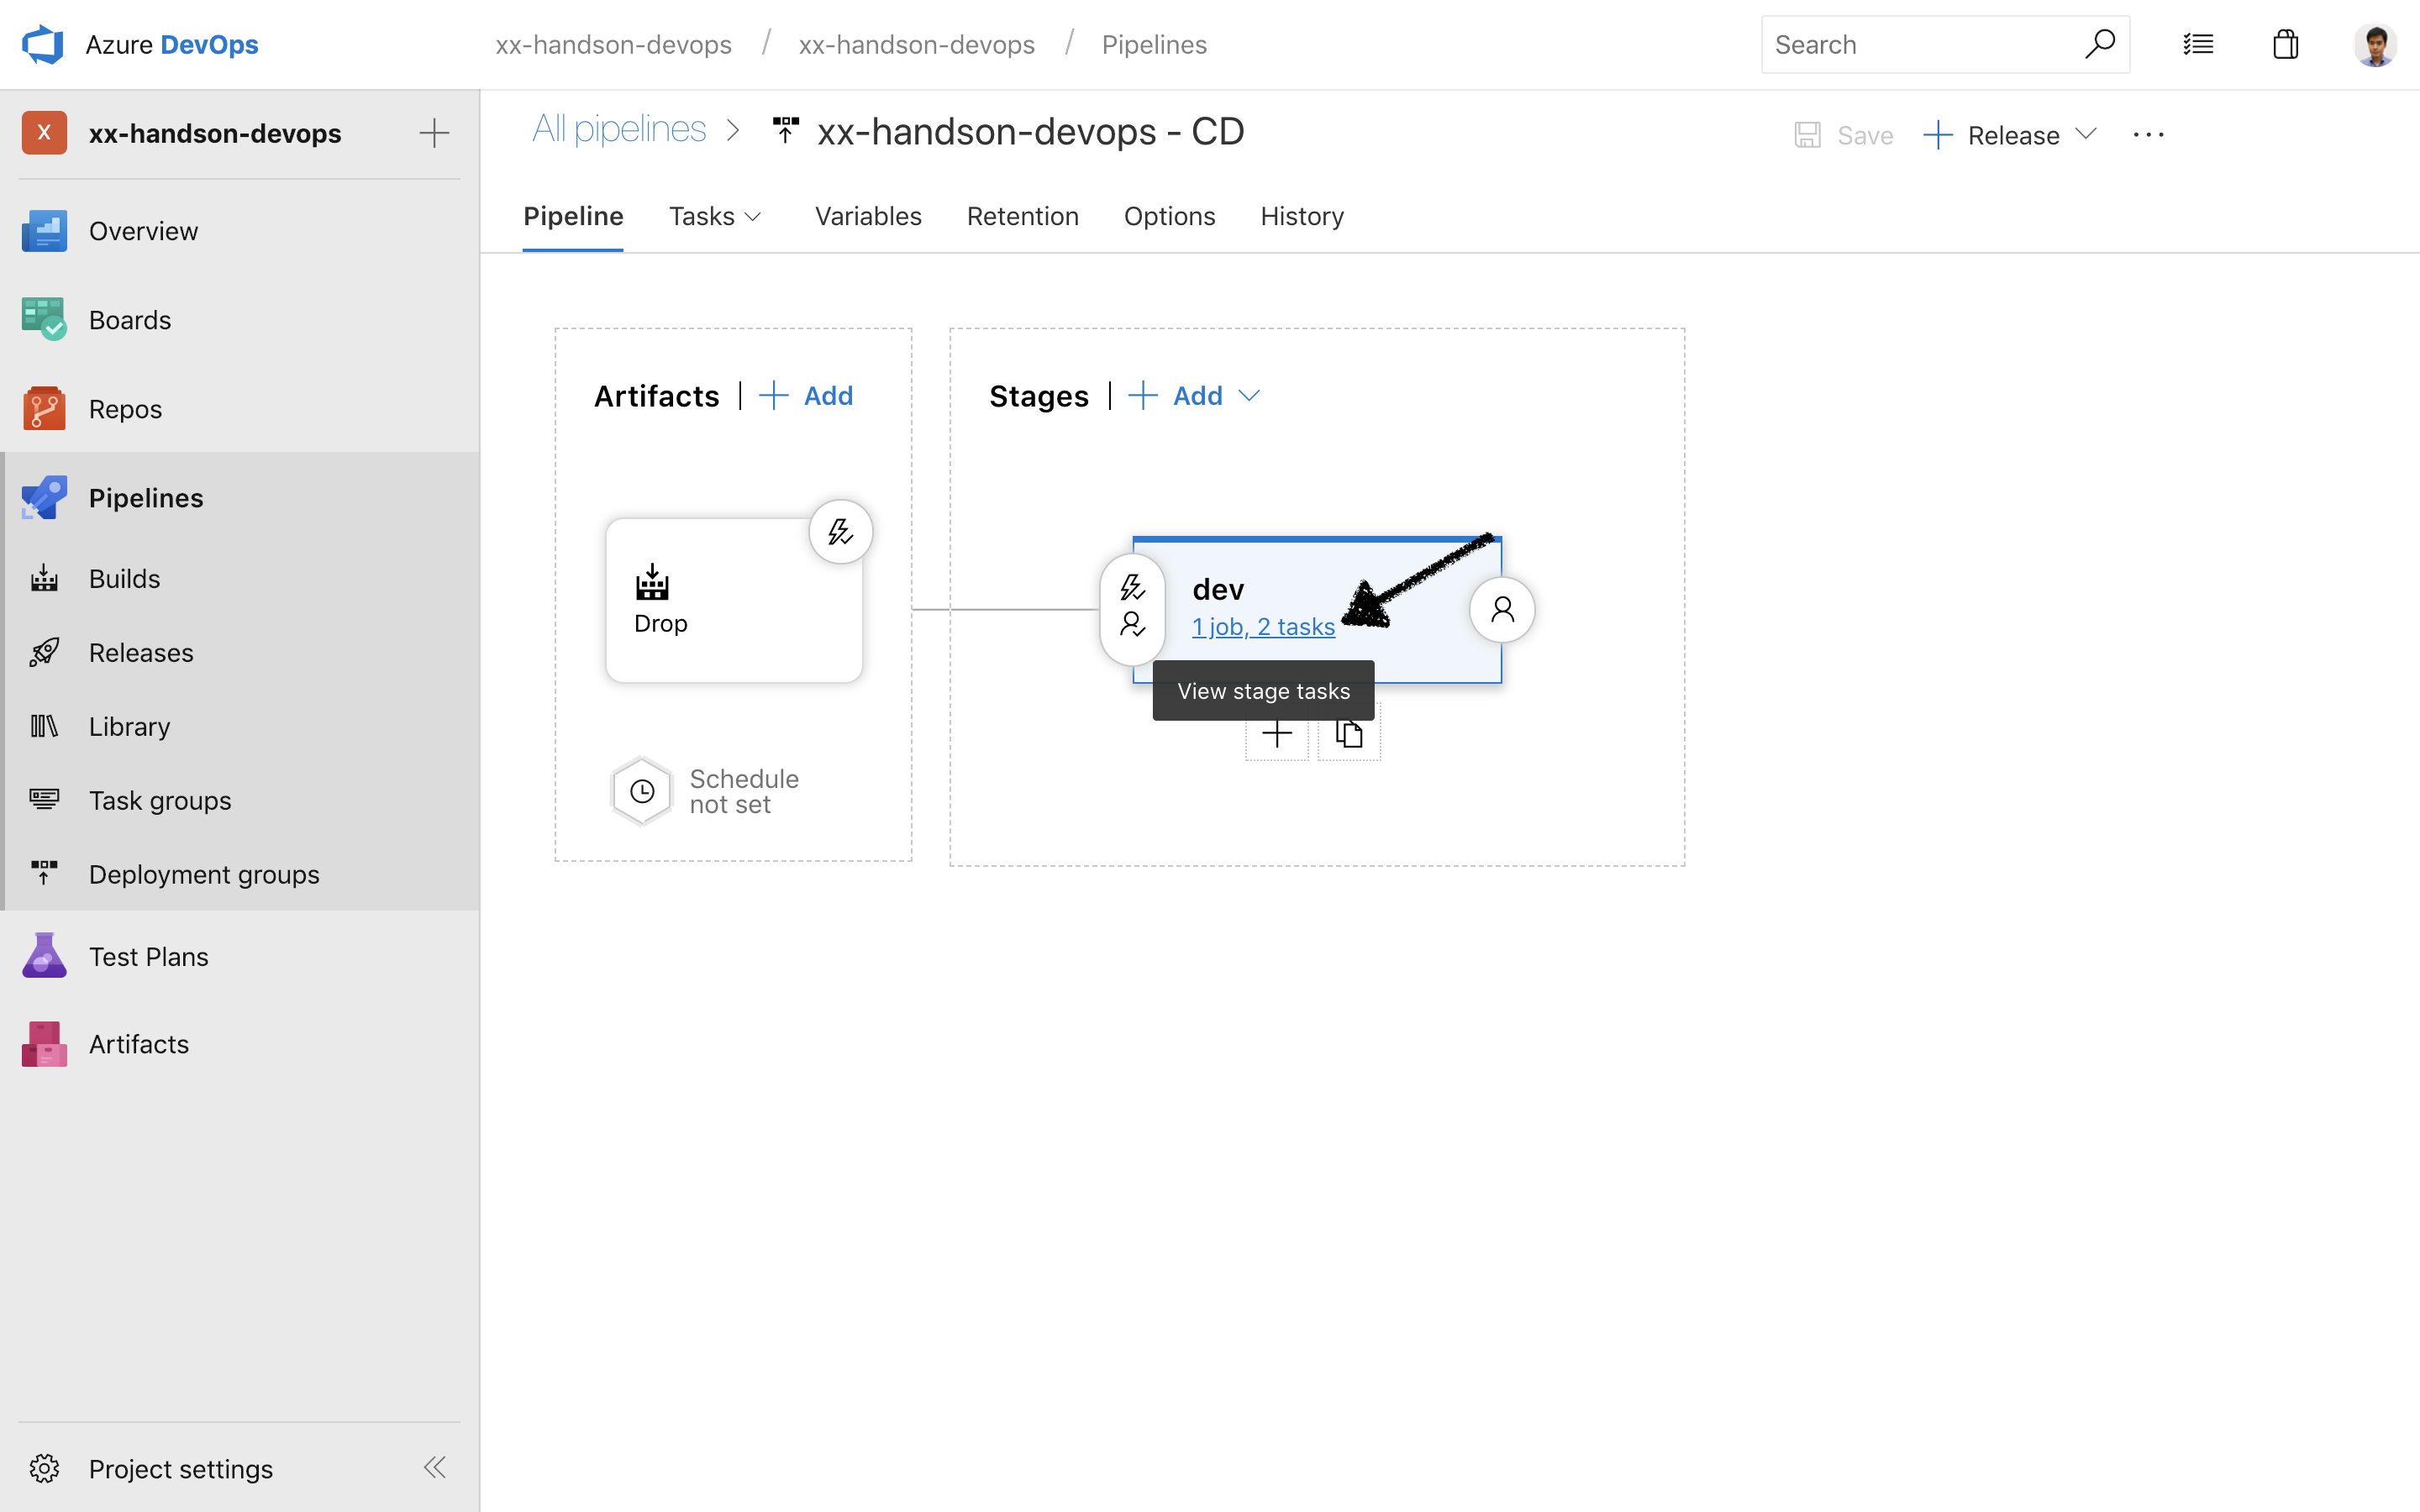 Azure DevOps
xx-handson-devops / xx-handson-devops / Pipelines
Search
X
xx-handson-devops
Overview
Boards
Repos
Pipelines
Builds
Releases
Library
Task groups
Deployment groups
Test Plans
Artifacts
Project settings
All pipelines > xx-handson-devops - CD
Save
Release
Pipeline Tasks Variables Retention Options History
Artifacts | + Add
Drop
Schedule
not set
Stages | + Add
dev
1 job, 2 tasks
View stage tasks